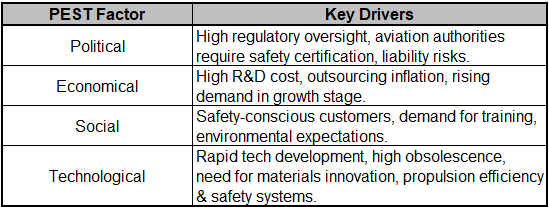 PEST Factor Key Drivers
Political
High regulatory oversight, aviation authorities
require safety certification, liability risks.
Economical
High R&D cost, outsourcing inflation, rising
demand in growth stage.
Social
Safety-conscious customers, demand for training,
environmental expectations.
Technological
Rapid tech development, high obsolescence,
need for materials innovation, propulsion efficiency
& safety systems.